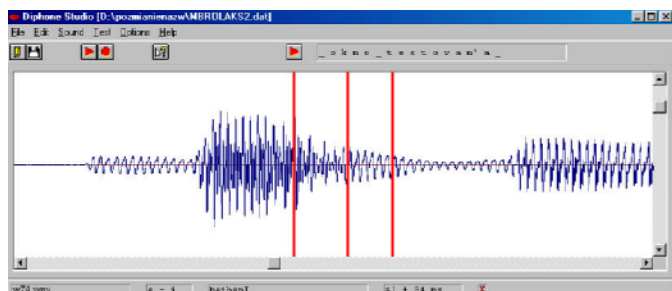 Diphone Studio [D:\pozmianienazw\MBROLAKS2.dat]
File Edit Sound Test Options Help
_ o k n o _ t e s t o v a n' a _